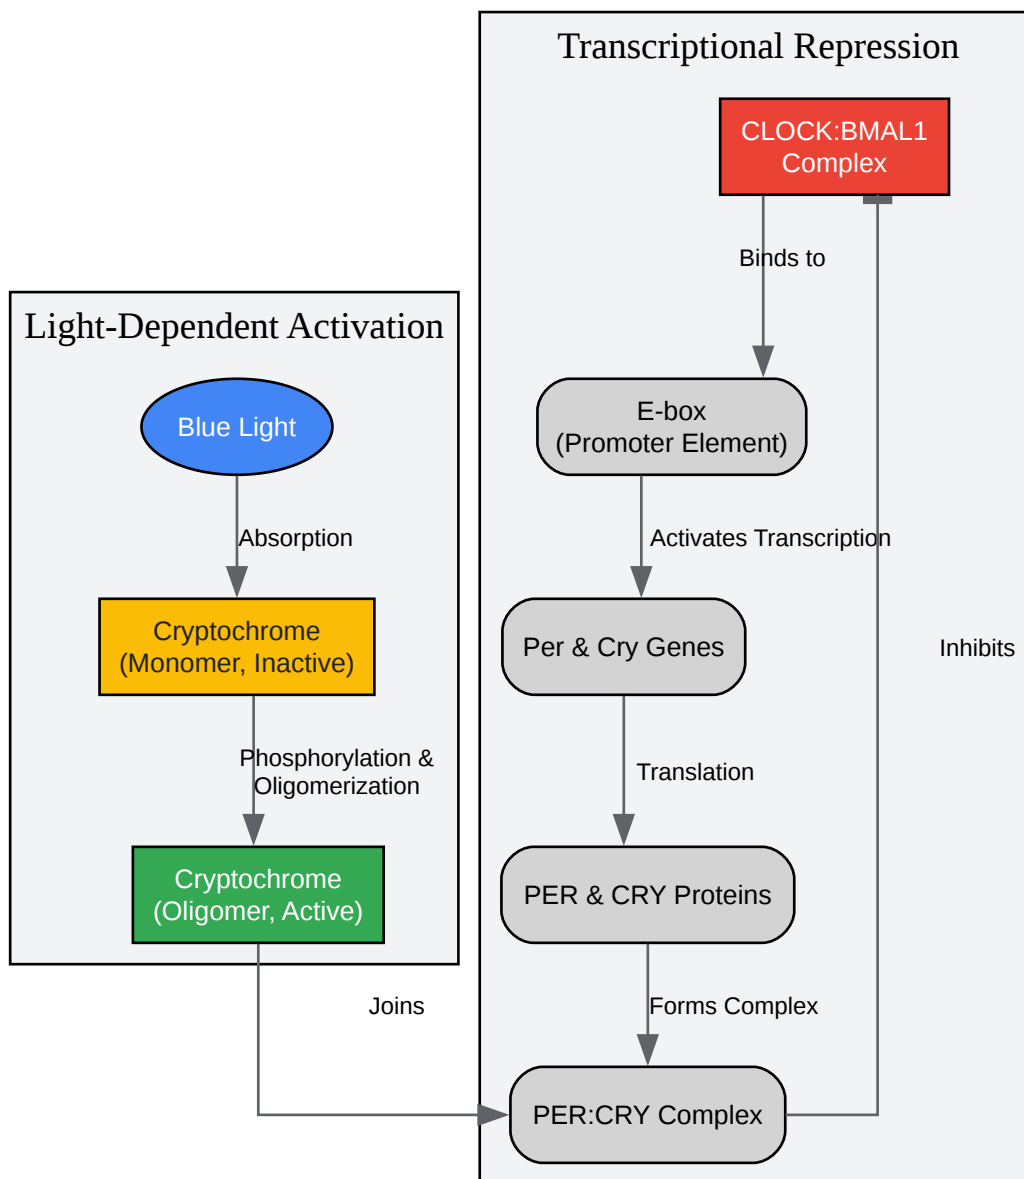 Transcriptional Repression
CLOCK:BMAL1
Complex
Binds to
Light-Dependent Activation
Blue Light
E-box
(Promoter Element)
Absorption
Activates Transcription
Cryptochrome
(Monomer, Inactive)
Per & Cry Genes
Inhibits
Phosphorylation &
Oligomerization
Translation
Cryptochrome
(Oligomer, Active)
PER & CRY Proteins
Joins
Forms Complex
PER:CRY Complex